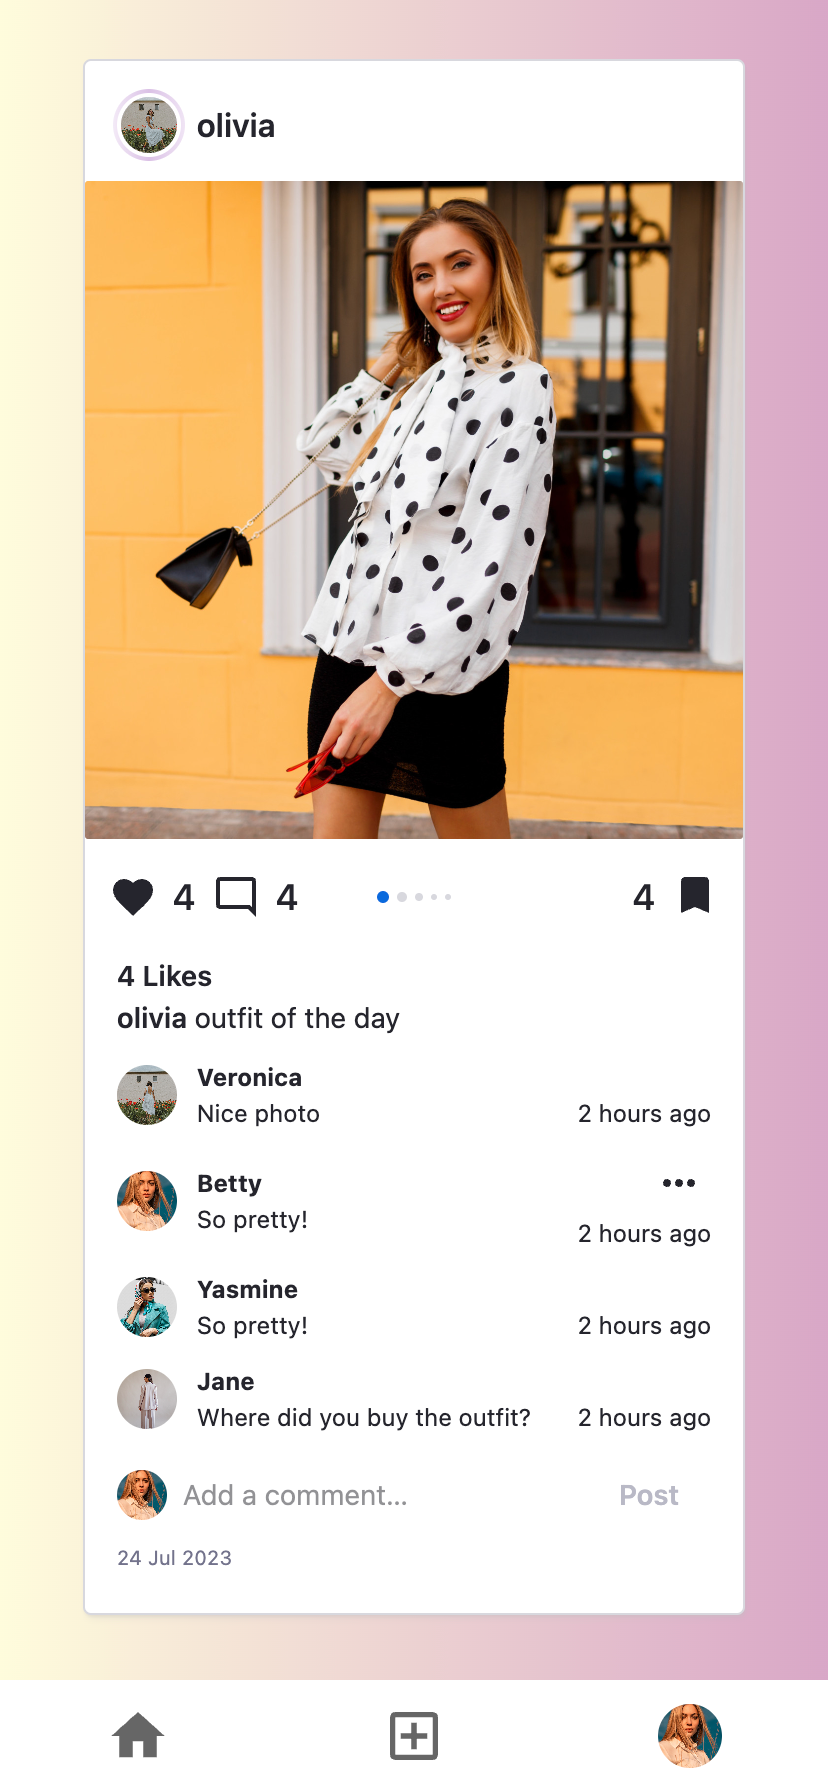 olivia
4 4 4
4 Likes
olivia outfit of the day
Veronica
Nice photo 2 hours ago
Betty
So pretty!
2 hours ago
Yasmine
So pretty! 2 hours ago
Jane
Where did you buy the outfit? 2 hours ago
Add a comment... Post
24 Jul 2023